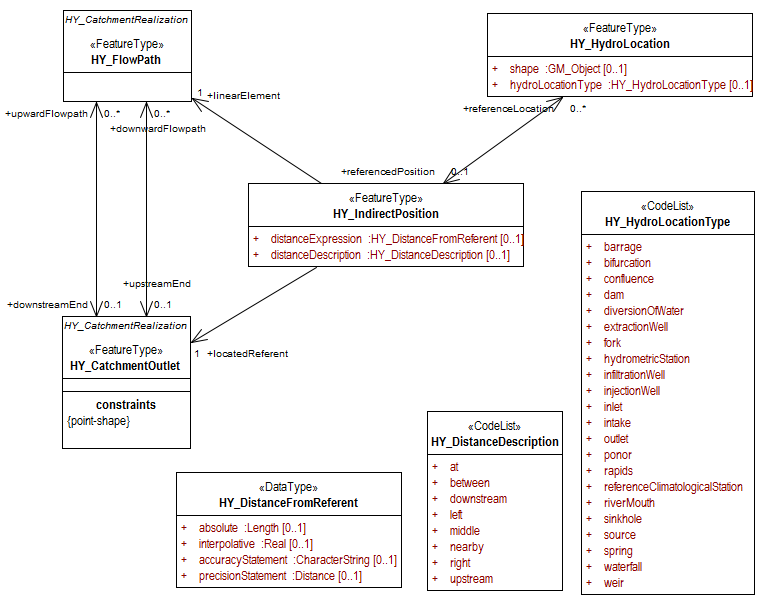 HY_CatchmentRealization
«FeatureType»
HY_FlowPath
«FeatureType»
HY_HydroLocation
+ shape :GM_Object [0..1]
+ hydroLocationType :HY_HydroLocationType [0..1]
1 +linearElement
+upwardFlowpath 0..* 0..*
+downwardFlowpath
+referenceLocation 0..*
+referencedPosition 0..1
«FeatureType»
HY_IndirectPosition
+ distanceExpression :HY_DistanceFromReferent [0..1]
+ distanceDescription :HY_DistanceDescription [0..1]
+upstreamEnd
+downstreamEnd 0..1 0..1
HY_CatchmentRealization
«FeatureType»
HY_CatchmentOutlet
constraints
{point-shape}
1 +locatedReferent
«CodeList»
HY_HydroLocationType
+ barrage
+ bifurcation
+ confluence
+ dam
+ diversionOfWater
+ extractionWell
+ fork
+ hydrometricStation
+ infiltrationWell
+ injectionWell
+ inlet
+ intake
+ outlet
+ ponor
+ rapids
+ referenceClimatologicalStation
+ riverMouth
+ sinkhole
+ source
+ spring
+ waterfall
+ weir
«CodeList»
HY_DistanceDescription
+ at
+ between
+ downstream
+ left
+ middle
+ nearby
+ right
+ upstream
«DataType»
HY_DistanceFromReferent
+ absolute :Length [0..1]
+ interpolative :Real [0..1]
+ accuracyStatement :CharacterString [0..1]
+ precisionStatement :Distance [0..1]